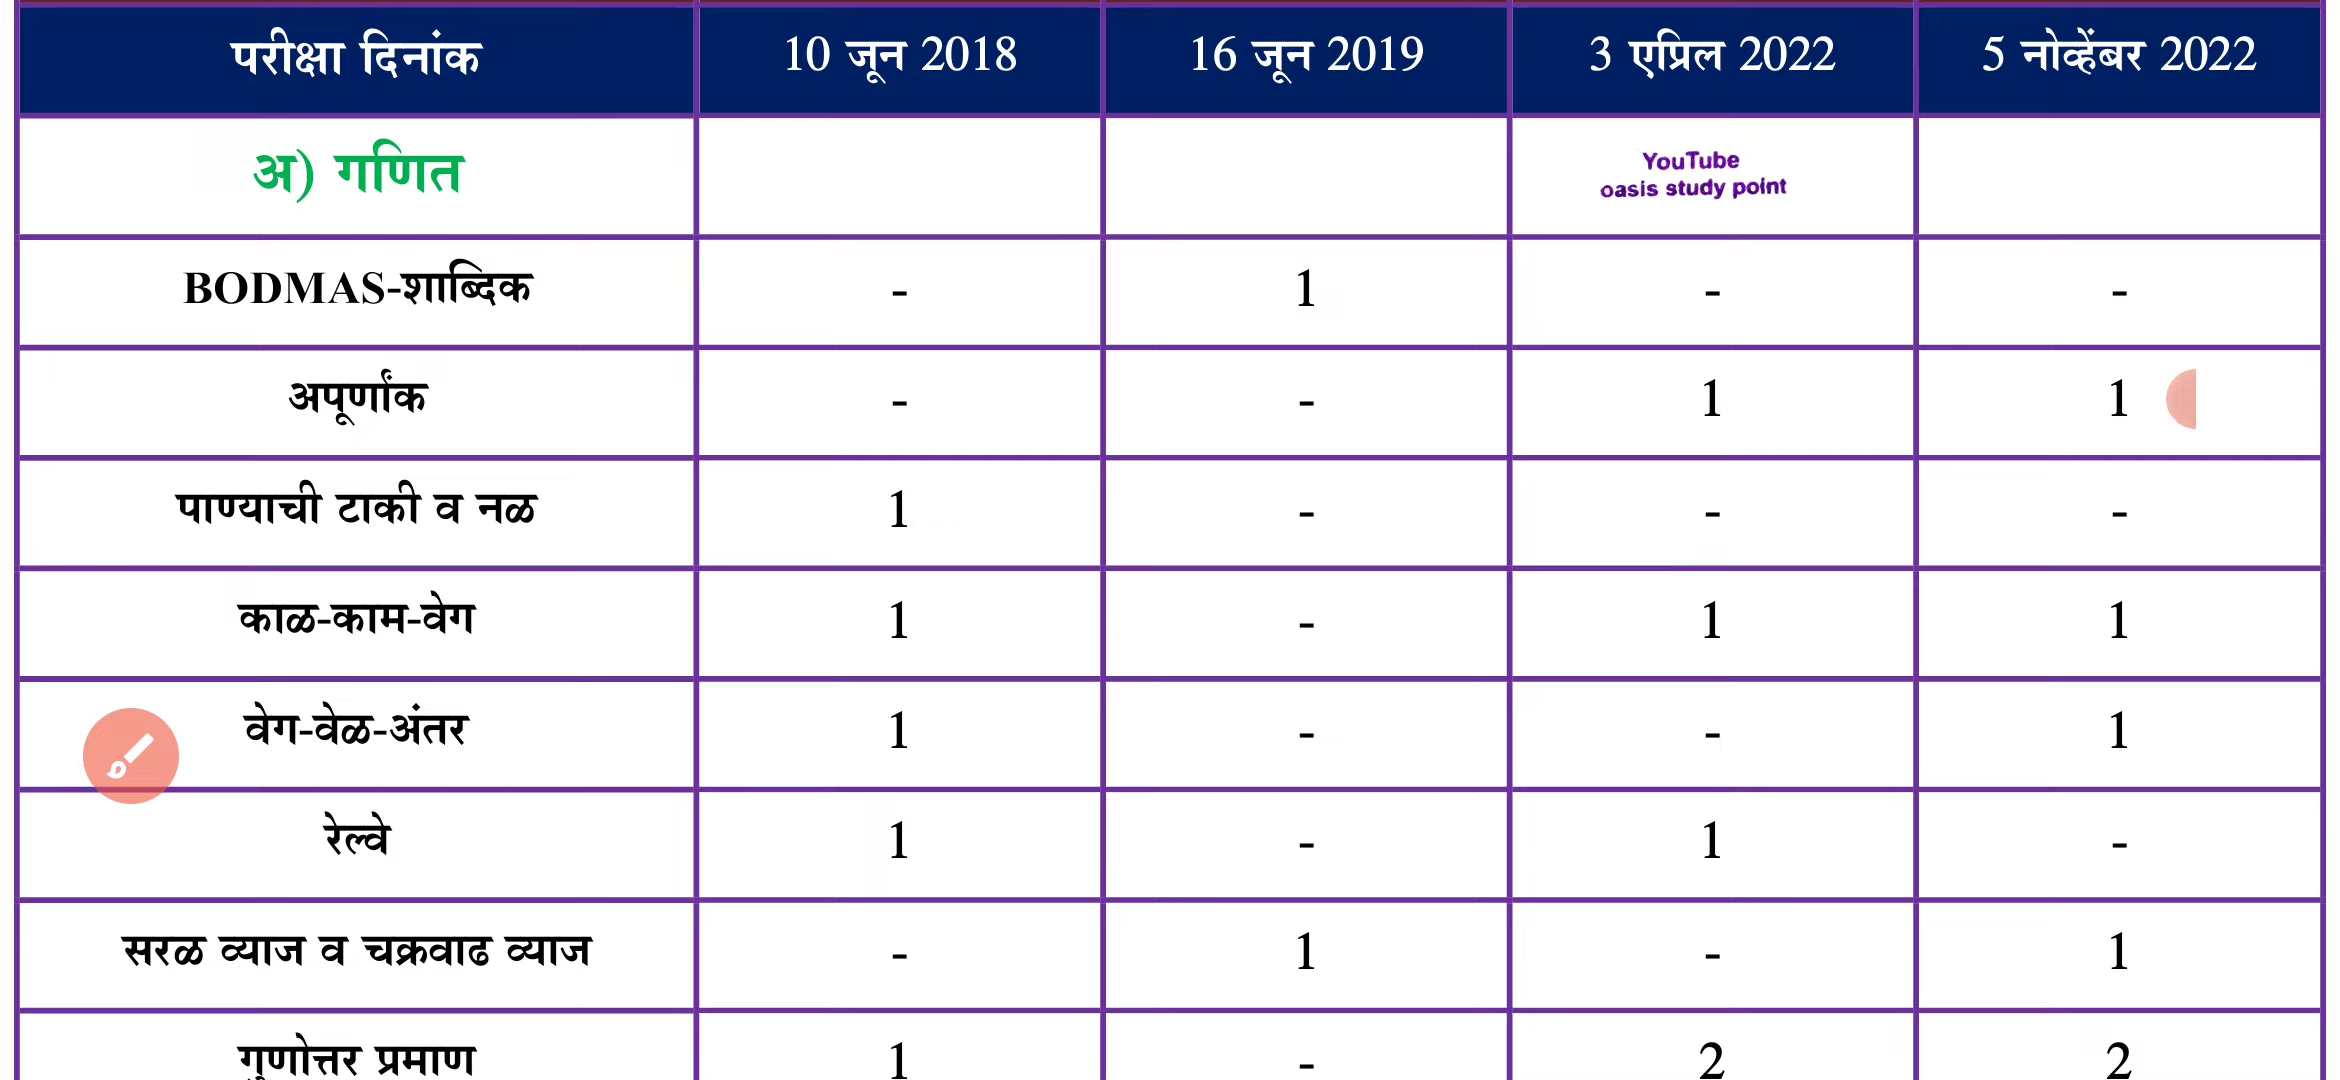 परीक्षा दिनांक 10 जून 2018 16 जून 2019 3 एप्रिल 2022 5 नोव्हेंबर 2022
अ) गणित
YouTube
oasis study point
BODMAS-शाब्दिक - 1 - -
अपूर्णांक - - 1 1
पाण्याची टाकी व नळ 1 - - -
काळ-काम-वेग 1 - 1 1
वेग-वेळ-अंतर 1 - - 1
रेल्वे 1 - 1 -
सरळ व्याज व चक्रवाढ व्याज - 1 - 1
गुणोत्तर प्रमाण 1 - 2 2